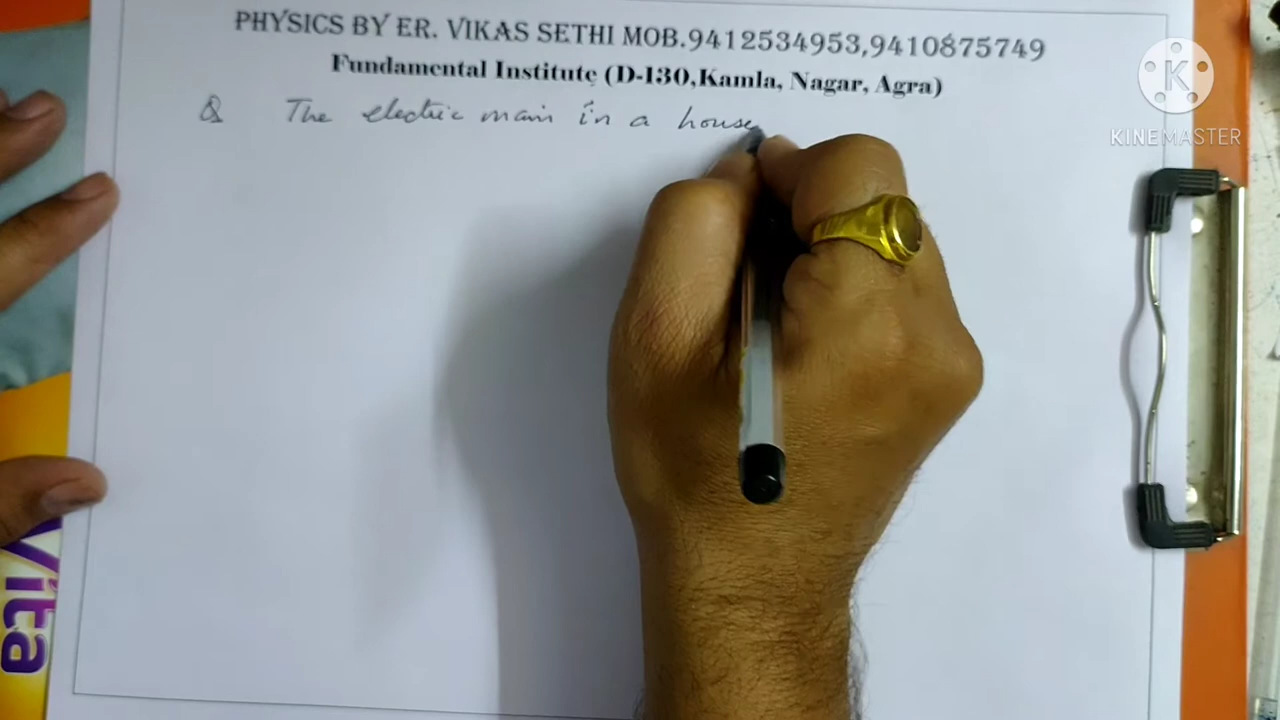 PHYSICS BY ER. VIKAS SETHI MOB.9412534953,9410875749
Fundamental Institute (D-130,Kamla, Nagar, Agra)
Q The electric main in a house
K
KINEMASTER
Vita